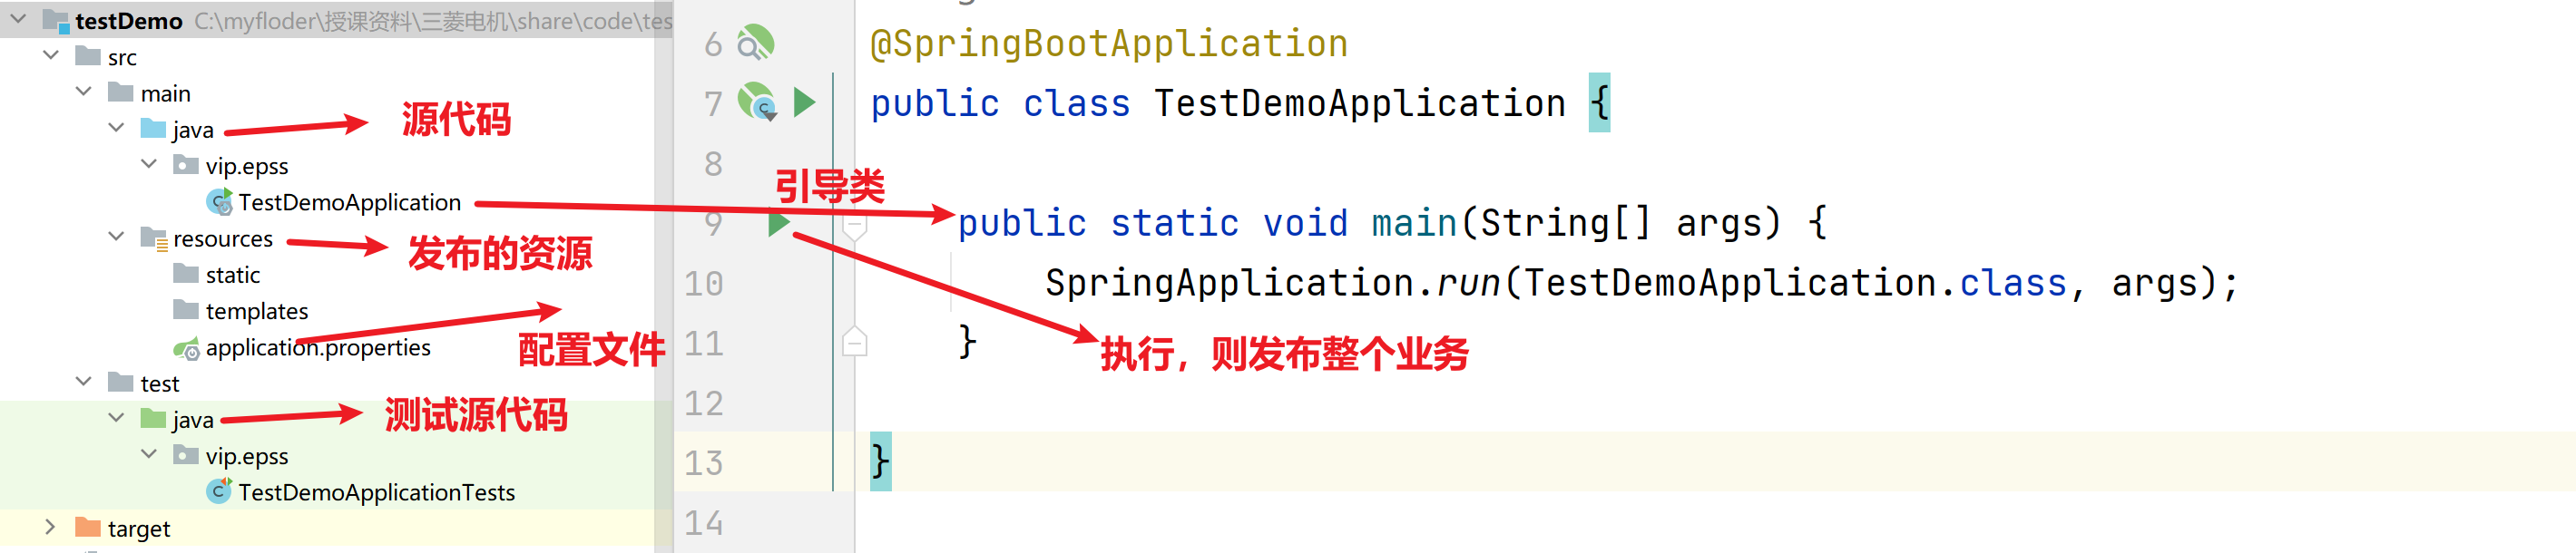 testDemo C:\myfloder\授课资料\三菱电机\share\code\tes
src
main
java 源代码
vip.epss
TestDemoApplication
resources 发布的资源
static
templates
application.properties 配置文件
test
java 测试源代码
vip.epss
TestDemoApplicationTests
target
6 @SpringBootApplication
7 public class TestDemoApplication {
8
引导类
9 public static void main(String[] args) {
10 SpringApplication.run(TestDemoApplication.class, args);
11 }
执行，则发布整个业务
12
13 }
14